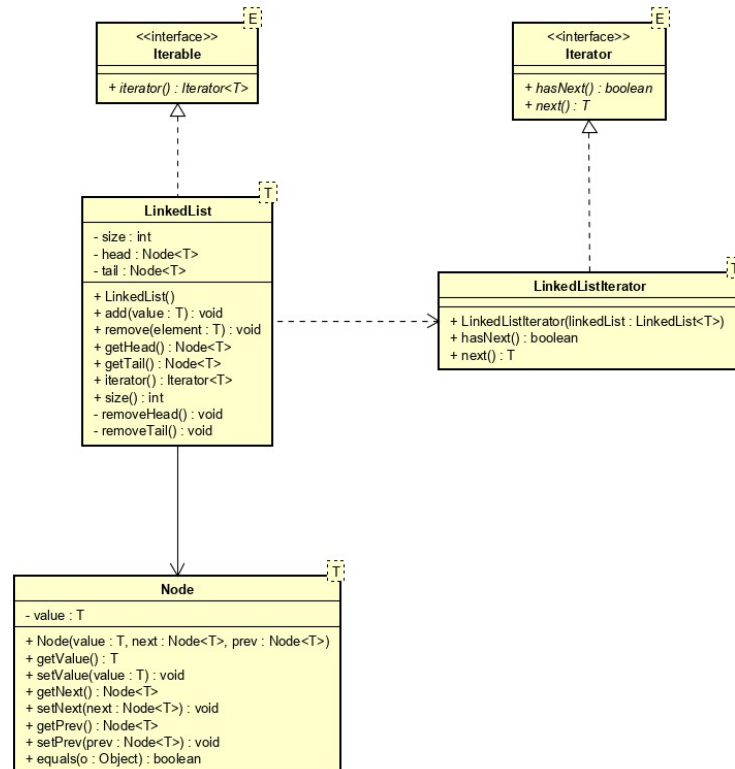 E
<<interface>>
Iterable
+ iterator() : Iterator<T>
E
<<interface>>
Iterator
+ hasNext() : boolean
+ next() : T
T
LinkedList
- size : int
- head : Node<T>
- tail : Node<T>
+ LinkedList()
+ add(value : T) : void
+ remove(element : T) : void
+ getHead() : Node<T>
+ getTail() : Node<T>
+ iterator() : Iterator<T>
+ size() : int
- removeHead() : void
- removeTail() : void
T
LinkedListIterator
+ LinkedListIterator(linkedList : LinkedList<T>)
+ hasNext() : boolean
+ next() : T
T
Node
- value : T
+ Node(value : T, next : Node<T>, prev : Node<T>)
+ getValue() : T
+ setValue(value : T) : void
+ getNext() : Node<T>
+ setNext(next : Node<T>) : void
+ getPrev() : Node<T>
+ setPrev(prev : Node<T>) : void
+ equals(o : Object) : boolean